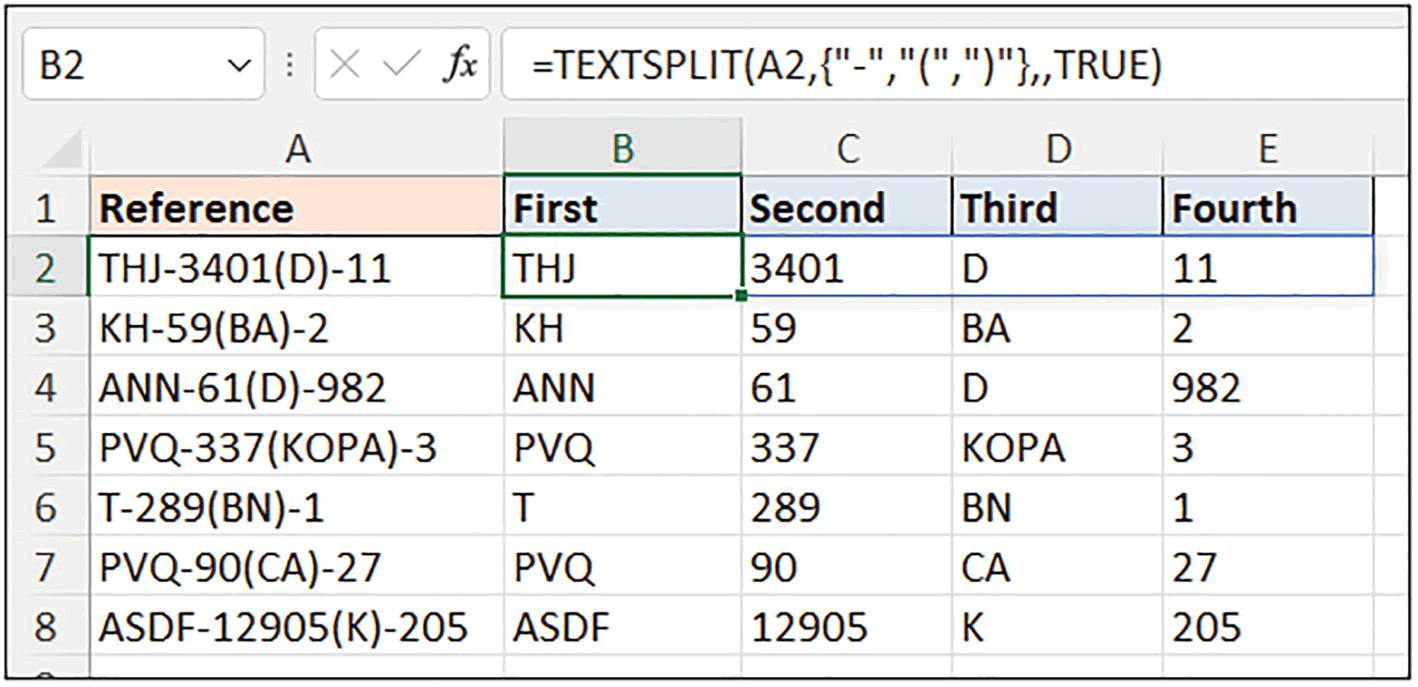 B2 fx =TEXTSPLIT(A2,{"-","(",")"},,TRUE)
A B C D E
1 Reference First Second Third Fourth
2 THJ-3401(D)-11 THJ 3401 D 11
3 KH-59(BA)-2 KH 59 BA 2
4 ANN-61(D)-982 ANN 61 D 982
5 PVQ-337(KOPA)-3 PVQ 337 KOPA 3
6 T-289(BN)-1 T 289 BN 1
7 PVQ-90(CA)-27 PVQ 90 CA 27
8 ASDF-12905(K)-205 ASDF 12905 K 205